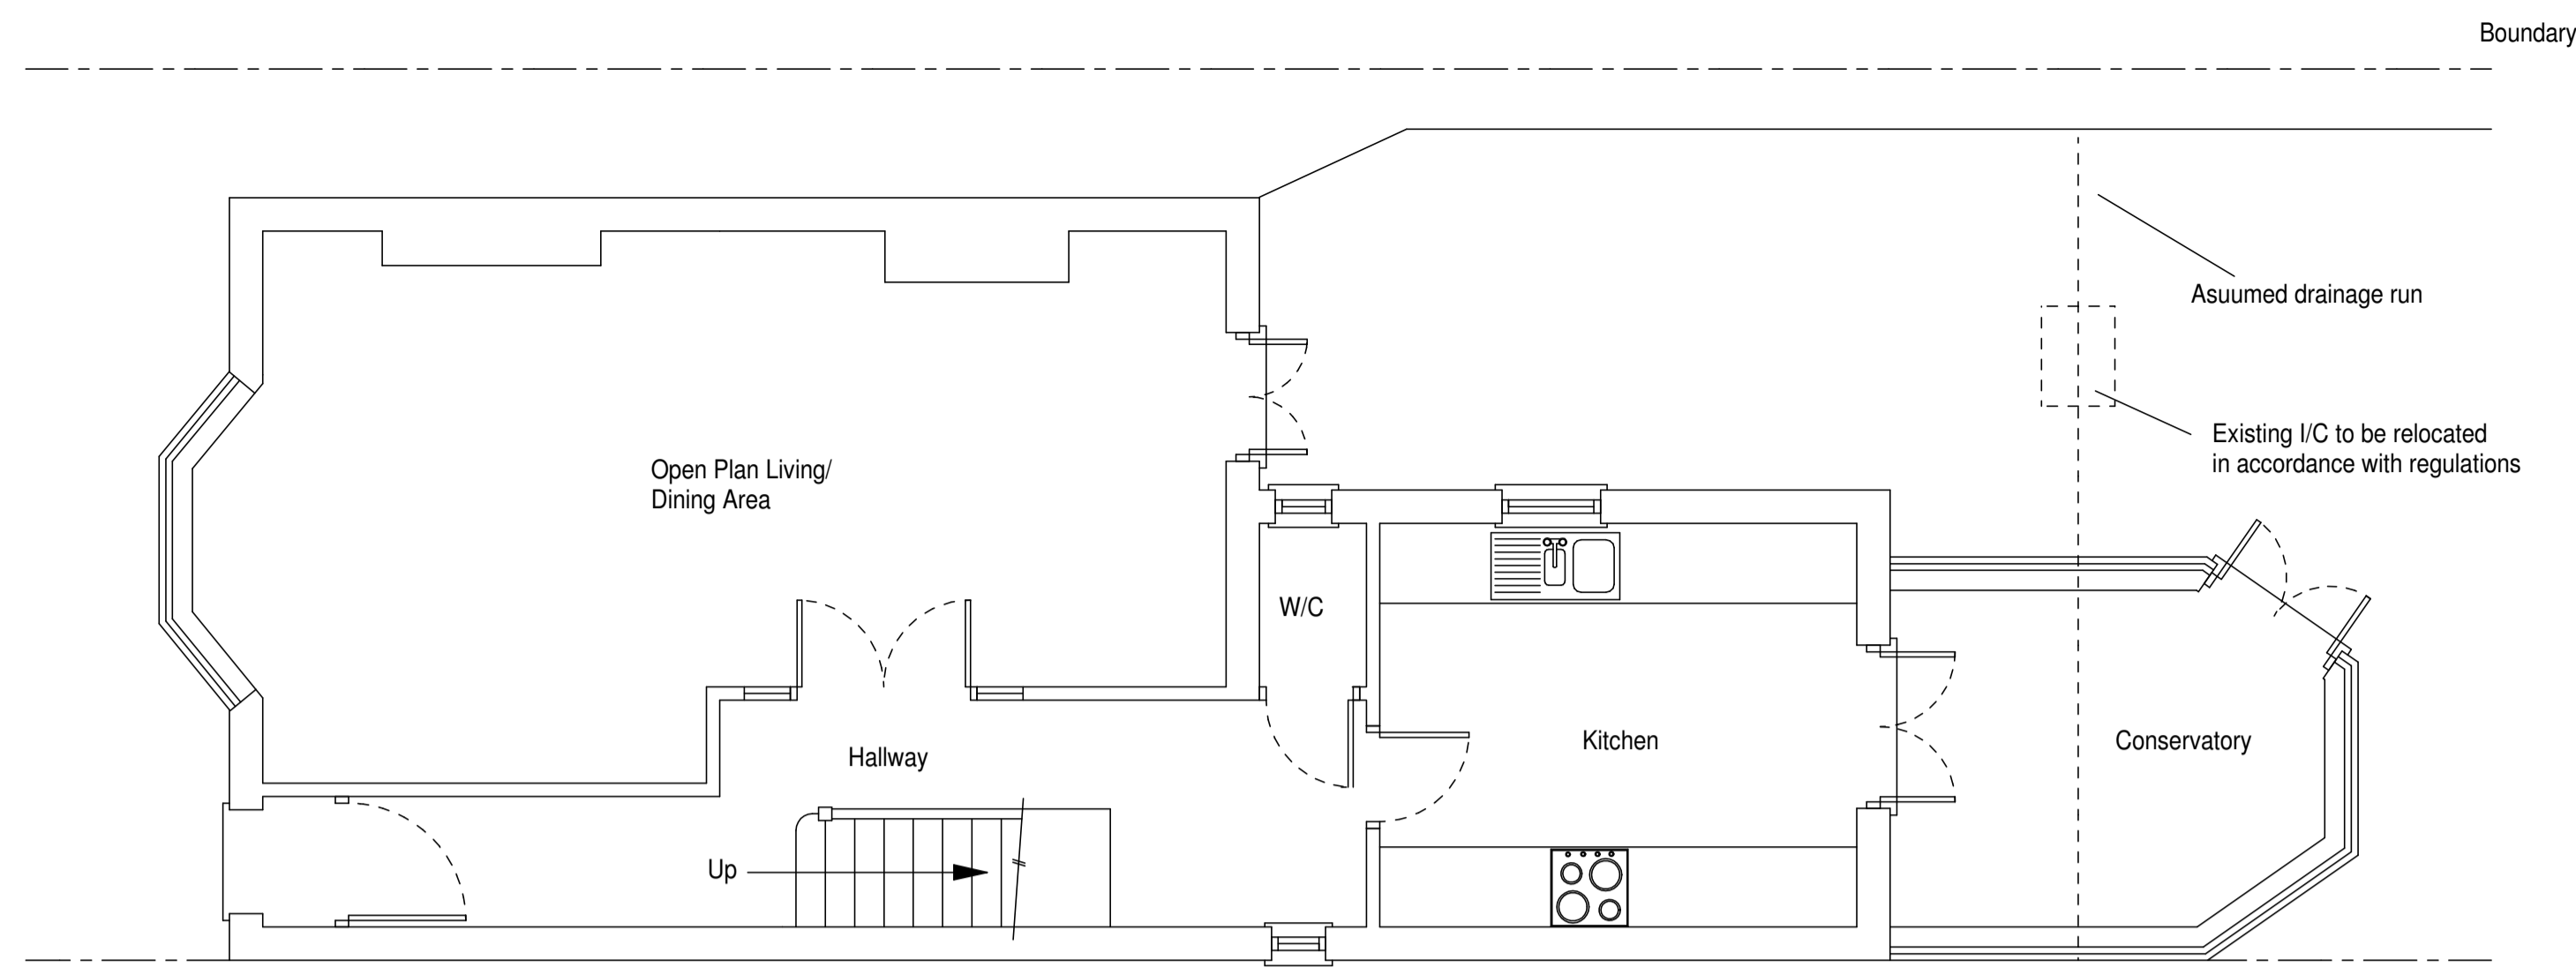 Boundary
Asuumed drainage run
Existing I/C to be relocated
in accordance with regulations
Open Plan Living/
Dining Area
W/C
Hallway
Kitchen
Conservatory
Up